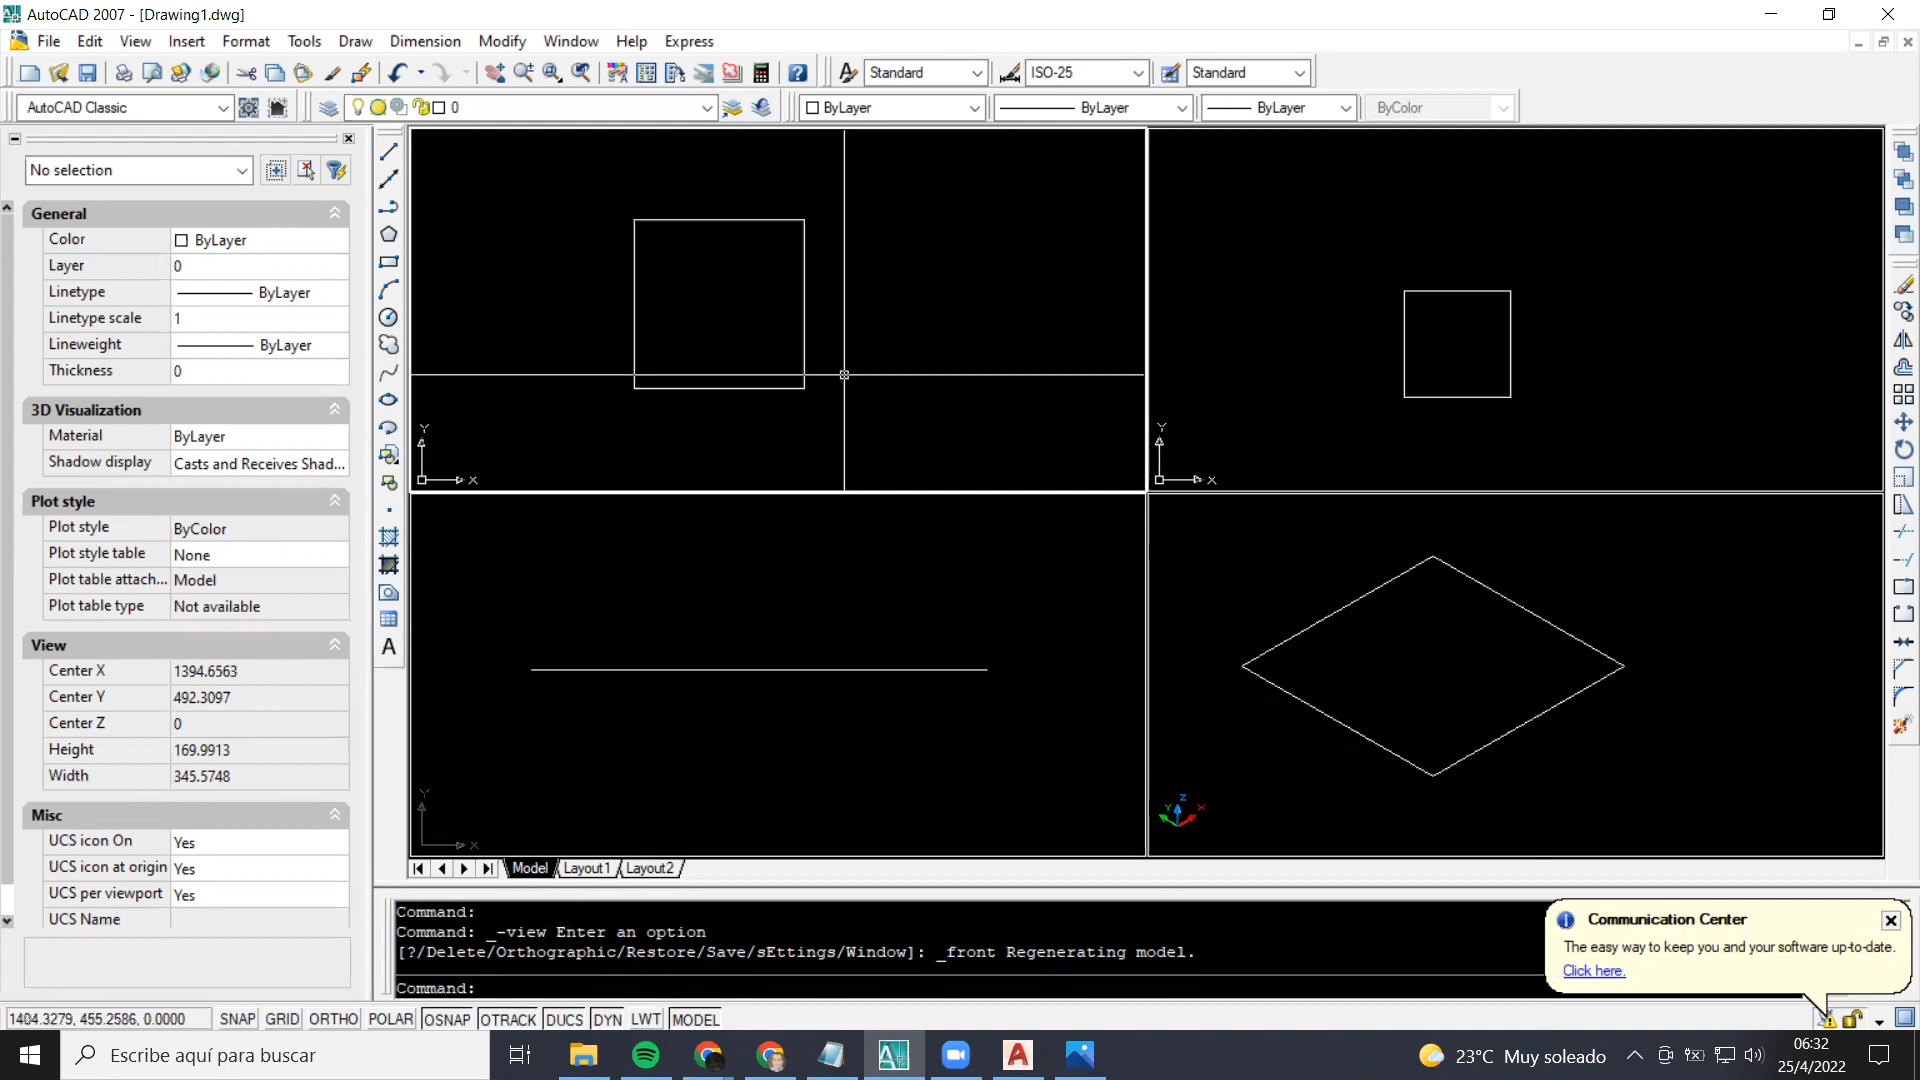 AutoCAD 2007 - [Drawing1.dwg]
File Edit View Insert Format Tools Draw Dimension Modify Window Help Express
Standard ISO-25 Standard
AutoCAD Classic 0 ByLayer ByLayer ByLayer ByColor
No selection
General
Color ByLayer
Layer 0
Linetype ByLayer
Linetype scale 1
Lineweight ByLayer
Thickness 0
3D Visualization
Material ByLayer
Shadow display Casts and Receives Shad...
Plot style
Plot style ByColor
Plot style table None
Plot table attach... Model
Plot table type Not available
View
Center X 1394.6563
Center Y 492.3097
Center Z 0
Height 169.9913
Width 345.5748
Misc
UCS icon On Yes
UCS icon at origin Yes
UCS per viewport Yes
UCS Name
A
Y
X
Y
X
Y
X
Z
Y X
Model Layout1 Layout2
Command:
Command: _-view Enter an option
[?/Delete/Orthographic/Restore/Save/sEttings/Window]: _front Regenerating model.
Command:
Communication Center
The easy way to keep you and your software up-to-date.
Click here.
1404.3279, 455.2586, 0.0000 SNAP GRID ORTHO POLAR OSNAP OTRACK DUCS DYN LWT MODEL
Escribe aquí para buscar
23°C Muy soleado
06:32
25/4/2022